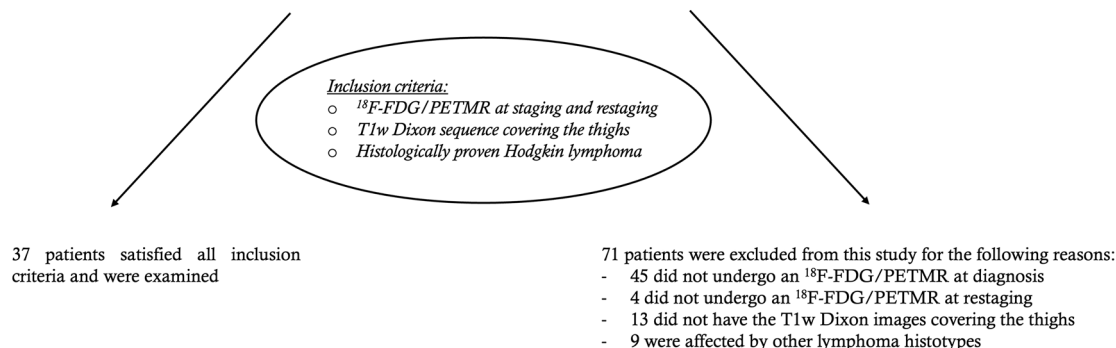 Inclusion criteria:
○ ¹⁸F-FDG/PETMR at staging and restaging
○ T1w Dixon sequence covering the thighs
○ Histologically proven Hodgkin lymphoma
37 patients satisfied all inclusion
criteria and were examined
71 patients were excluded from this study for the following reasons:
- 45 did not undergo an ¹⁸F-FDG/PETMR at diagnosis
- 4 did not undergo an ¹⁸F-FDG/PETMR at restaging
- 13 did not have the T1w Dixon images covering the thighs
- 9 were affected by other lymphoma histotypes